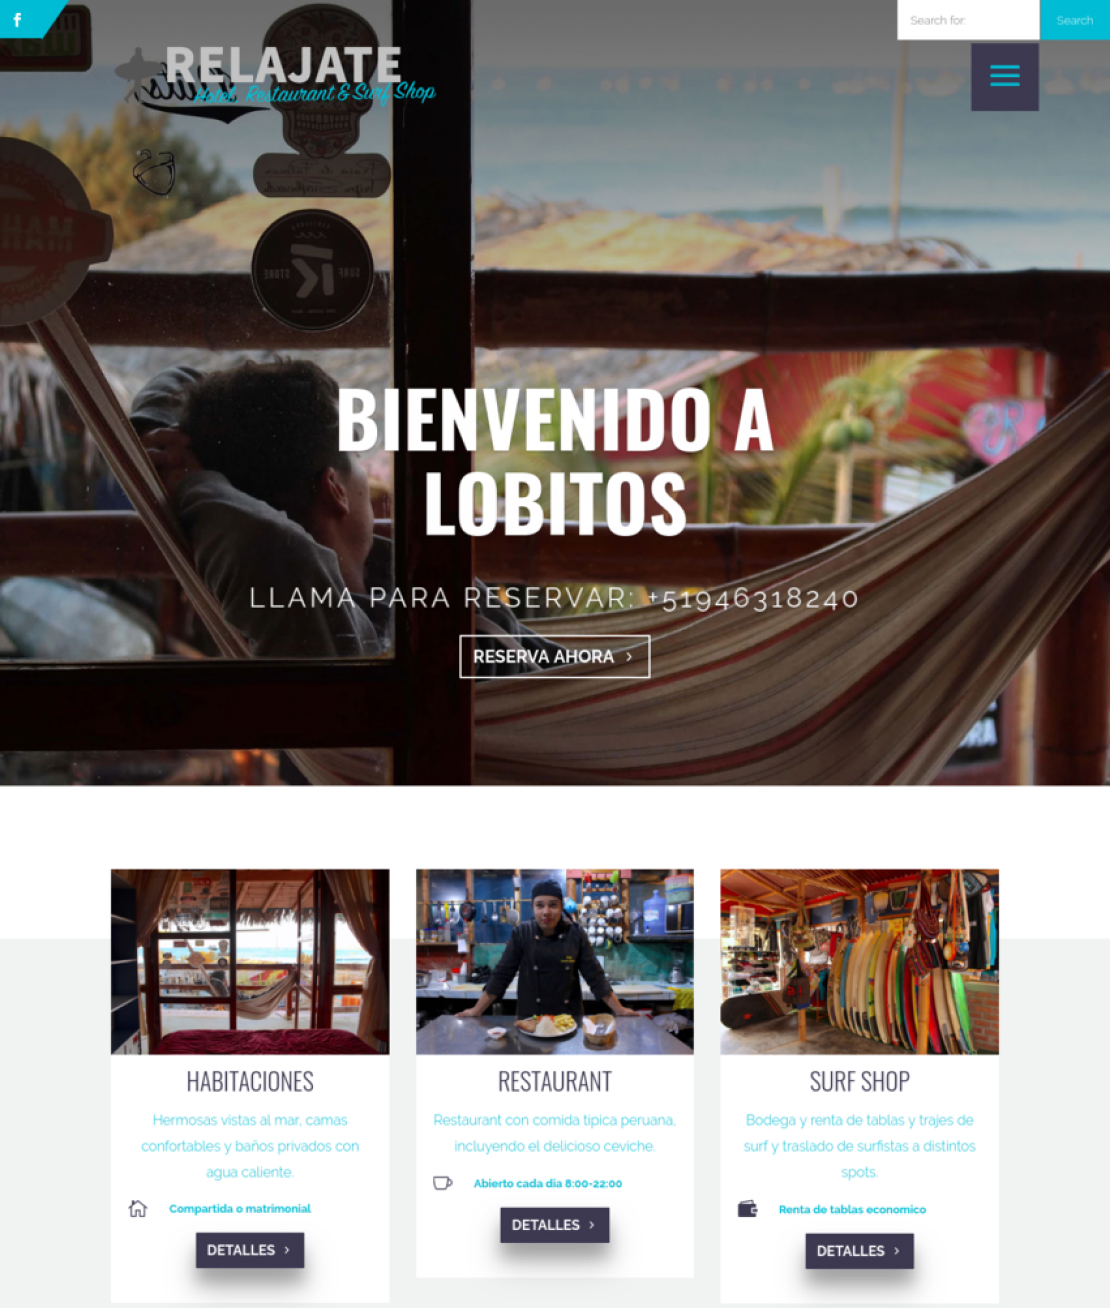 f
Search for:
Search
RELAJATE
Hotel, Restaurant & Surf Shop
SURF
STORE
BIENVENIDO A
LOBITOS
LLAMA PARA RESERVAR: +51946318240
RESERVA AHORA
HABITACIONES
Hermosas vistas al mar, camas
confortables y baños privados con
agua caliente.
Compartida o matrimonial
DETALLES
RESTAURANT
Restaurant con comida tipica peruana,
incluyendo el delicioso ceviche.
Abierto cada dia 8:00-22:00
DETALLES
SURF SHOP
Bodega y renta de tablas y trajes de
surf y traslado de surfistas a distintos
spots.
Renta de tablas economico
DETALLES